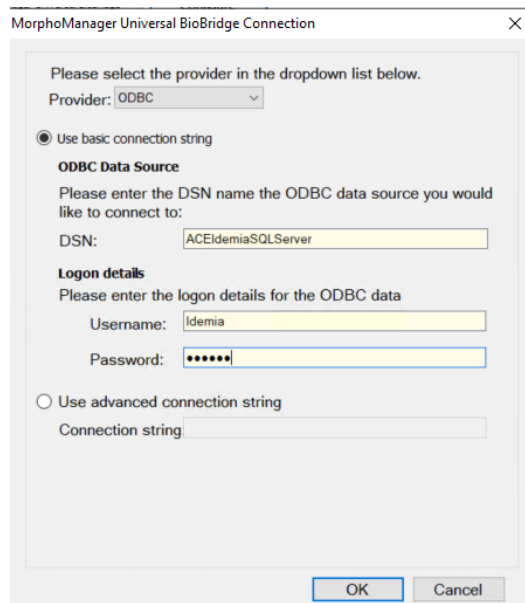 MorphoManager Universal BioBridge Connection
Please select the provider in the dropdown list below.
Provider: ODBC
Use basic connection string
ODBC Data Source
Please enter the DSN name the ODBC data source you would
like to connect to:
DSN: ACEIdemiaSQLServer
Logon details
Please enter the logon details for the ODBC data
Username: Idemia
Password: ••••••
Use advanced connection string
Connection string
OK Cancel